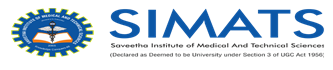 SIMATS
Saveetha Institute of Medical And Technical Sciences
(Declared as Deemed to be University under Section 3 of UGC Act 1956)